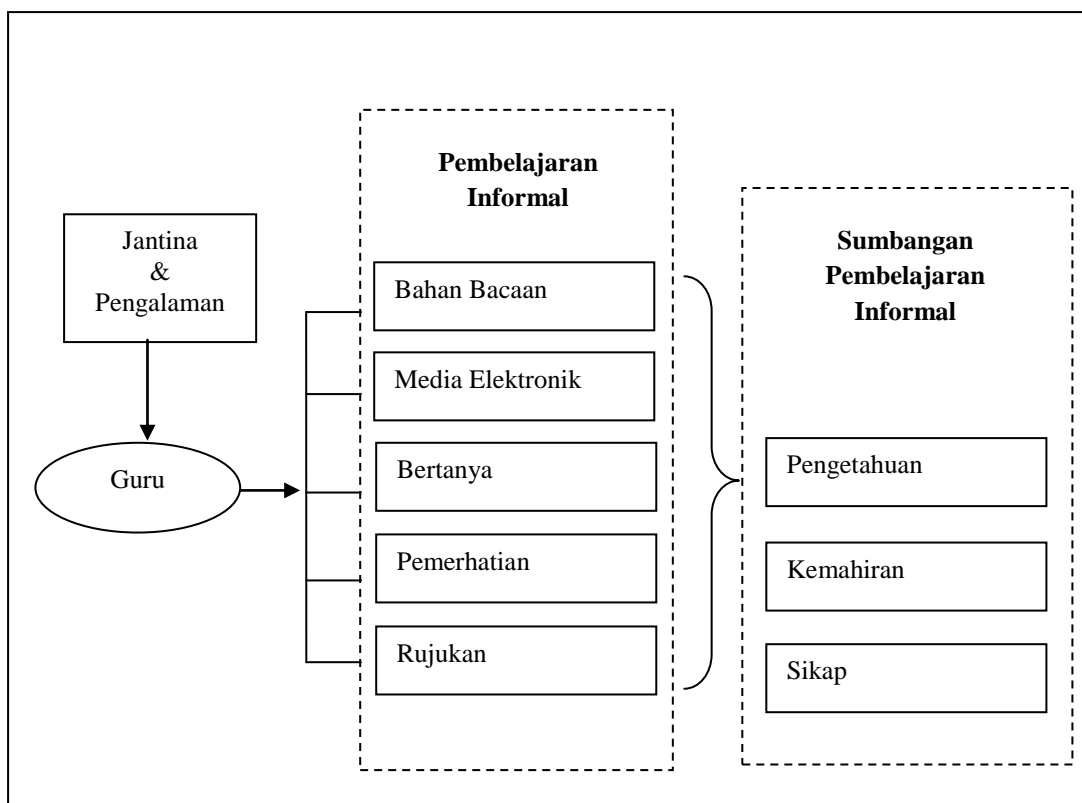 Jantina
&
Pengalaman
Guru
Pembelajaran
Informal
Bahan Bacaan
Media Elektronik
Bertanya
Pemerhatian
Rujukan
Sumbangan
Pembelajaran
Informal
Pengetahuan
Kemahiran
Sikap